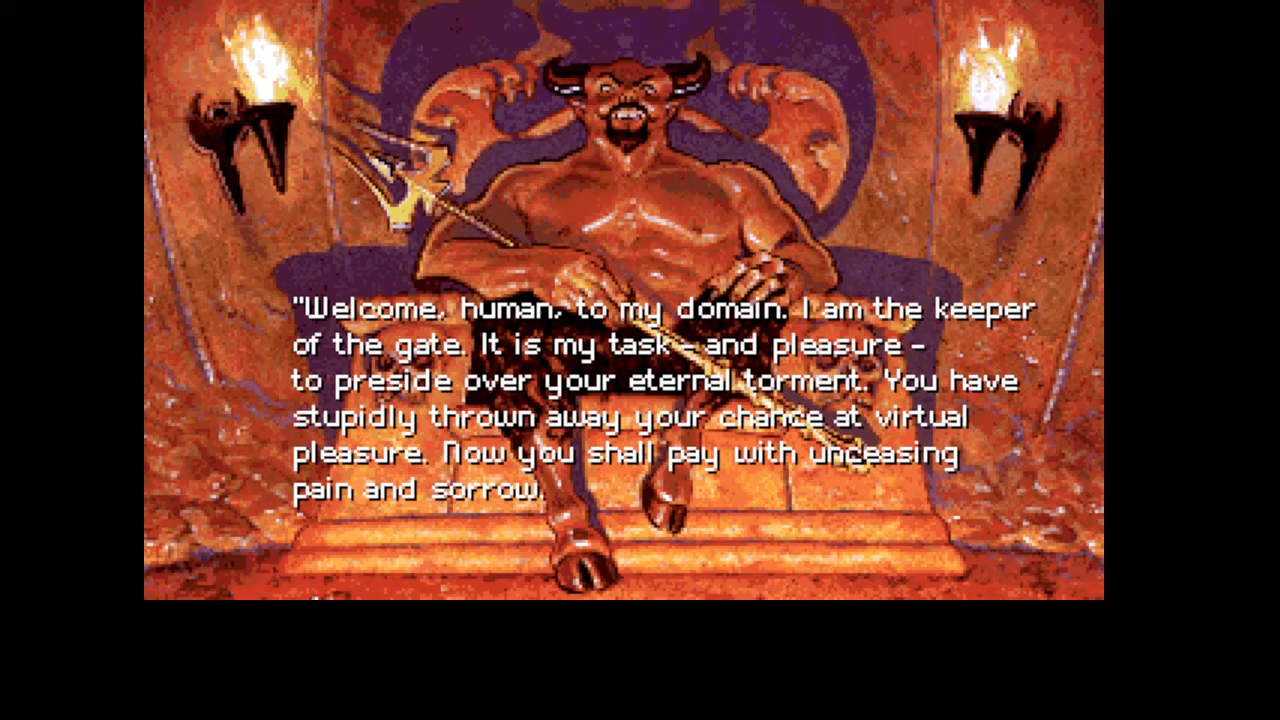 "Welcome, human, to my domain. I am the keeper
of the gate. It is my task - and pleasure -
to preside over your eternal torment. You have
stupidly thrown away your chance at virtual
pleasure. Now you shall pay with unceasing
pain and sorrow.